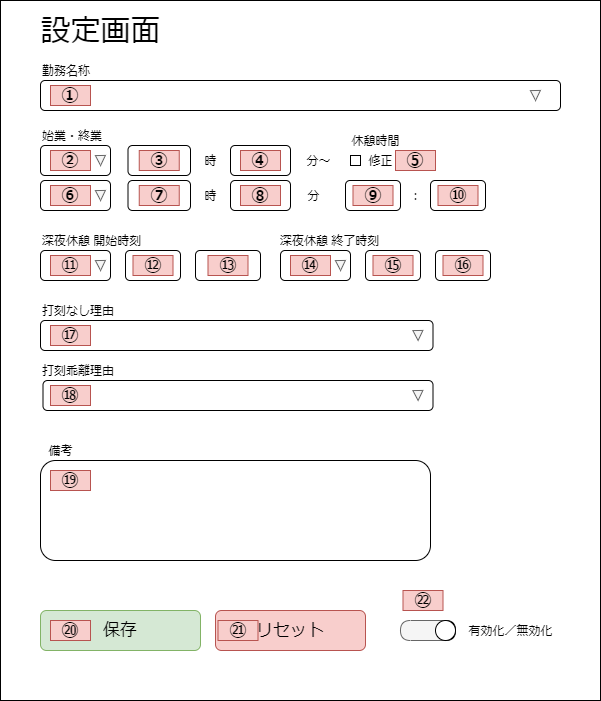 設定画面
勤務名称
① ▽
始業・終業
休憩時間
② ▽ ③ 時 ④ 分～ 修正 ⑤
⑥ ▽ ⑦ 時 ⑧ 分 ⑨ : ⑩
深夜休憩 開始時刻 深夜休憩 終了時刻
⑪ ▽ ⑫ ⑬ ⑭ ▽ ⑮ ⑯
打刻なし理由
⑰ ▽
打刻乖離理由
⑱ ▽
備考
⑲
㉒
⑳ 保存 ㉑ リセット 有効化／無効化